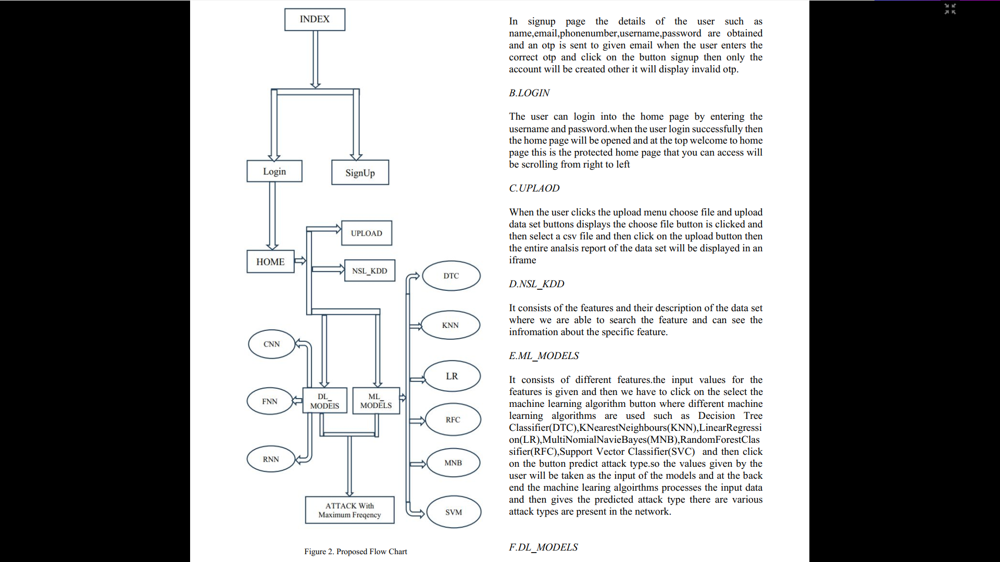 INDEX
Login
SignUp
UPLOAD
HOME
NSL_KDD
DTC
KNN
CNN
LR
FNN
DL_
MODElS
ML_
MODELS
RFC
RNN
MNB
ATTACK With
Maximum Freqency
SVM
Figure 2. Proposed Flow Chart
In signup page the details of the user such as
name,email,phonenumber,username,password are obtained
and an otp is sent to given email when the user enters the
correct otp and click on the button signup then only the
account will be created other it will display invalid otp.
B.LOGIN
The user can login into the home page by entering the
username and password.when the user login successfully then
the home page will be opened and at the top welcome to home
page this is the protected home page that you can access will
be scrolling from right to left
C.UPLAOD
When the user clicks the upload menu choose file and upload
data set buttons displays the choose file button is clicked and
then select a csv file and then click on the upload button then
the entire analsis report of the data set will be displayed in an
iframe
D.NSL_KDD
It consists of the features and their description of the data set
where we are able to search the feature and can see the
infromation about the specific feature.
E.ML_MODELS
It consists of different features.the input values for the
features is given and then we have to click on the select the
machine learning algorithm button where different machine
learning algorithms are used such as Decision Tree
Classifier(DTC),KNearestNeighbours(KNN),LinearRegressi
on(LR),MultiNomialNavieBayes(MNB),RandomForestClas
sifier(RFC),Support Vector Classifier(SVC) and then click
on the button predict attack type.so the values given by the
user will be taken as the input of the models and at the back
end the machine learing algoirthms processes the input data
and then gives the predicted attack type there are various
attack types are present in the network.
F.DL_MODELS